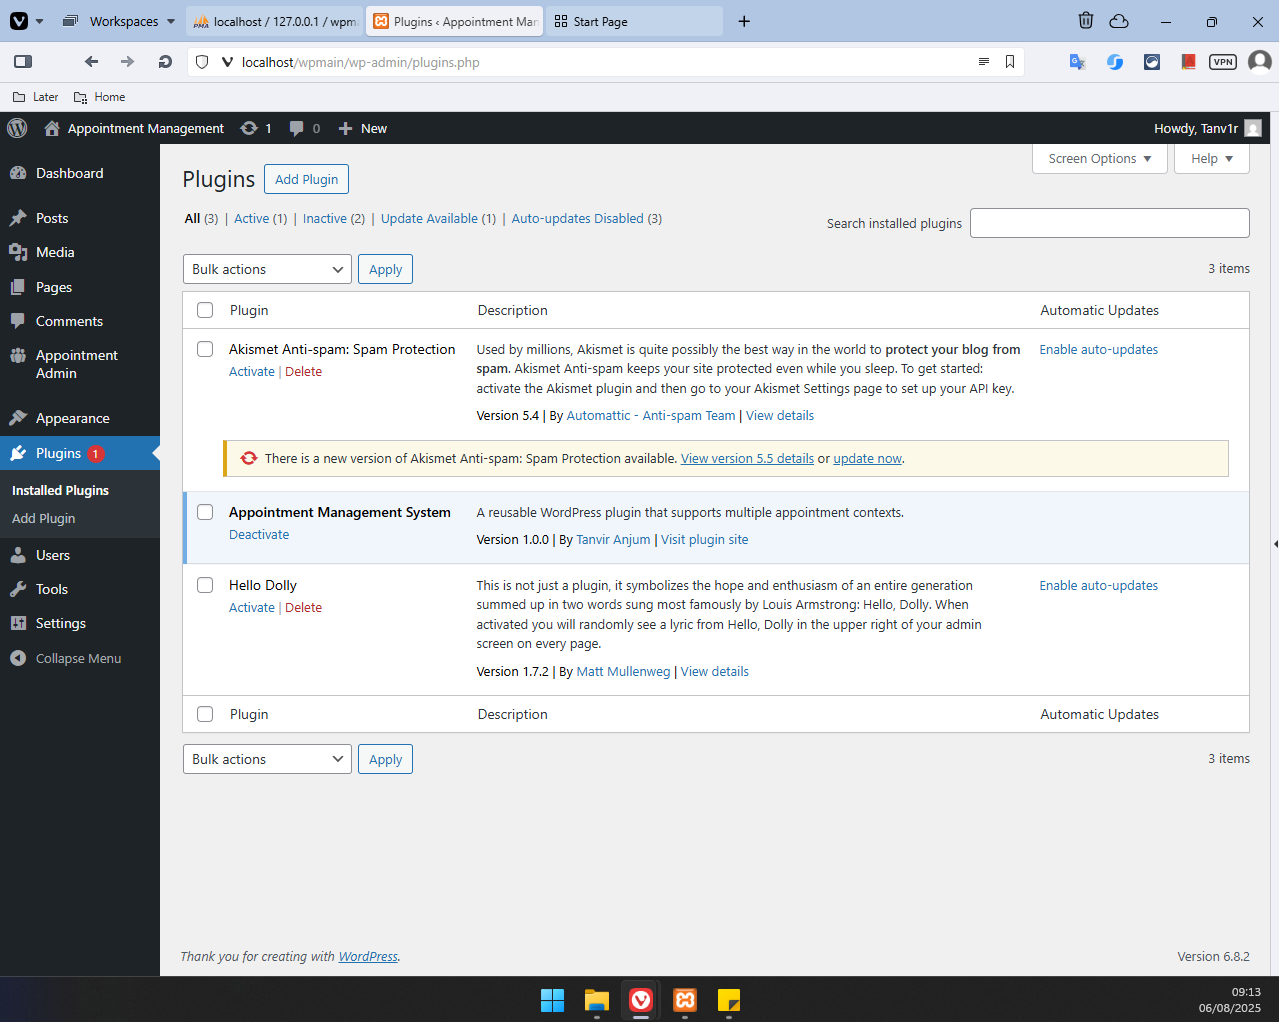 Workspaces
localhost / 127.0.0.1 / wpma
Plugins ‹ Appointment Man
Start Page
localhost/wpmain/wp-admin/plugins.php
VPN
Later
Home
Appointment Management
1
0
New
Howdy, Tanv1r
Dashboard
Posts
Media
Pages
Comments
Appointment
Admin
Appearance
Plugins 1
Installed Plugins
Add Plugin
Users
Tools
Settings
Collapse Menu
Screen Options
Help
Plugins
Add Plugin
All (3) | Active (1) | Inactive (2) | Update Available (1) | Auto-updates Disabled (3)
Search installed plugins
Bulk actions
Apply
3 items
Plugin Description Automatic Updates
Akismet Anti-spam: Spam Protection
Activate | Delete
Used by millions, Akismet is quite possibly the best way in the world to protect your blog from
spam. Akismet Anti-spam keeps your site protected even while you sleep. To get started:
activate the Akismet plugin and then go to your Akismet Settings page to set up your API key.
Version 5.4 | By Automattic - Anti-spam Team | View details
Enable auto-updates
There is a new version of Akismet Anti-spam: Spam Protection available. View version 5.5 details or update now.
Appointment Management System
Deactivate
A reusable WordPress plugin that supports multiple appointment contexts.
Version 1.0.0 | By Tanvir Anjum | Visit plugin site
Hello Dolly
Activate | Delete
This is not just a plugin, it symbolizes the hope and enthusiasm of an entire generation
summed up in two words sung most famously by Louis Armstrong: Hello, Dolly. When
activated you will randomly see a lyric from Hello, Dolly in the upper right of your admin
screen on every page.
Version 1.7.2 | By Matt Mullenweg | View details
Enable auto-updates
Plugin Description Automatic Updates
Bulk actions
Apply
3 items
Thank you for creating with WordPress.
Version 6.8.2
09:13
06/08/2025